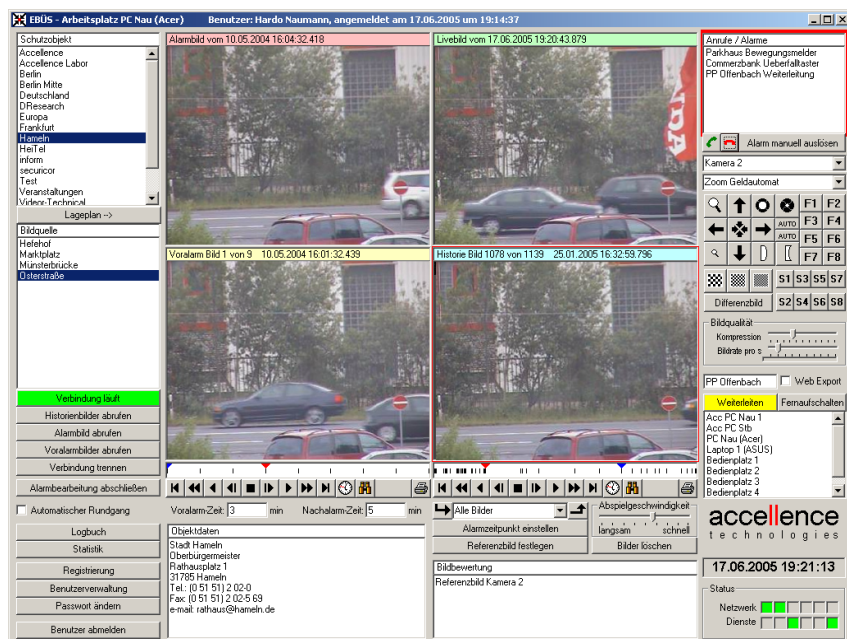 EBÜS - Arbeitsplatz PC Nau (Acer) Benutzer: Hardo Naumann, angemeldet am 17.06.2005 um 19:14:37
Schutzobjekt
Accellence
Accellence Labor
Berlin
Berlin Mitte
Deutschland
DResearch
Europa
Frankfurt
Hameln
HeiTel
inform
securicor
Test
Veranstaltungen
Videor-Technical
Lageplan -->
Bildquelle
Hefehof
Marktplatz
Münsterbrücke
Osterstraße
Verbindung läuft
Historienbilder abrufen
Alarmbild abrufen
Voralarmbilder abrufen
Verbindung trennen
Alarmbearbeitung abschließen
Automatischer Rundgang
Logbuch
Statistik
Registrierung
Benutzerverwaltung
Passwort ändern
Benutzer abmelden
Alarmbild vom 10.05.2004 16:04:32.418
Livebild vom 17.06.2005 19:20:43.879
NDA
Voralarm Bild 1 von 9 10.05.2004 16:01:32.439
Historie Bild 1078 von 1139 25.01.2005 16:32:59.796
Voralarm-Zeit: 3 min Nachalarm-Zeit: 5 min
Objektdaten
Stadt Hameln
Oberbürgermeister
Rathausplatz 1
31785 Hameln
Tel.: (0 51 51) 2 02-0
Fax: (0 51 51) 2 02-5 69
e-mail: rathaus@hameln.de
Alle Bilder
Abspielgeschwindigkeit
langsam schnell
Alarmzeitpunkt einstellen
Referenzbild festlegen
Bilder löschen
Bildbewertung
Referenzbild Kamera 2
Anrufe / Alarme
Parkhaus Bewegungsmelder
Commerzbank Ueberfalltaster
PP Offenbach Weiterleitung
Alarm manuell auslösen
Kamera 2
Zoom Geldautomat
F1 F2
AUTO F3 F4
AUTO F5 F6
F7 F8
S1 S3 S5 S7
Differenzbild S2 S4 S6 S8
Bildqualität
Kompression
Bildrate pro s
PP Offenbach Web Export
Weiterleiten Fernaufschalten
Acc PC Nau 1
Acc PC Stb
PC Nau (Acer)
Laptop 1 (ASUS)
Bedienplatz 1
Bedienplatz 2
Bedienplatz 3
Bedienplatz 4
accellence
technologies
17.06.2005 19:21:13
Status
Netzwerk
Dienste